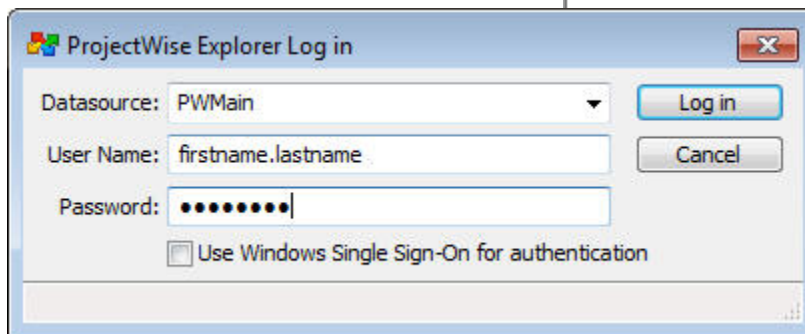 ProjectWise Explorer Log in
Datasource: PWMain Log in
User Name: firstname.lastname Cancel
Password: ●●●●●●●●
Use Windows Single Sign-On for authentication